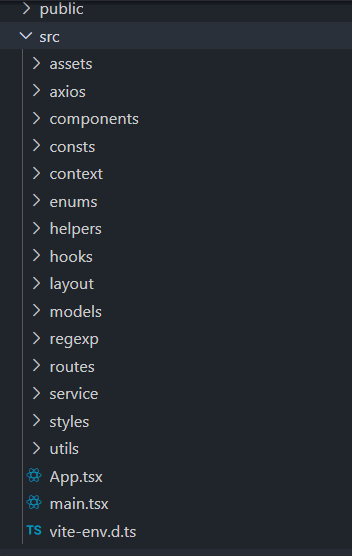 public
src
assets
axios
components
consts
context
enums
helpers
hooks
layout
models
regexp
routes
service
styles
utils
App.tsx
main.tsx
TS vite-env.d.ts